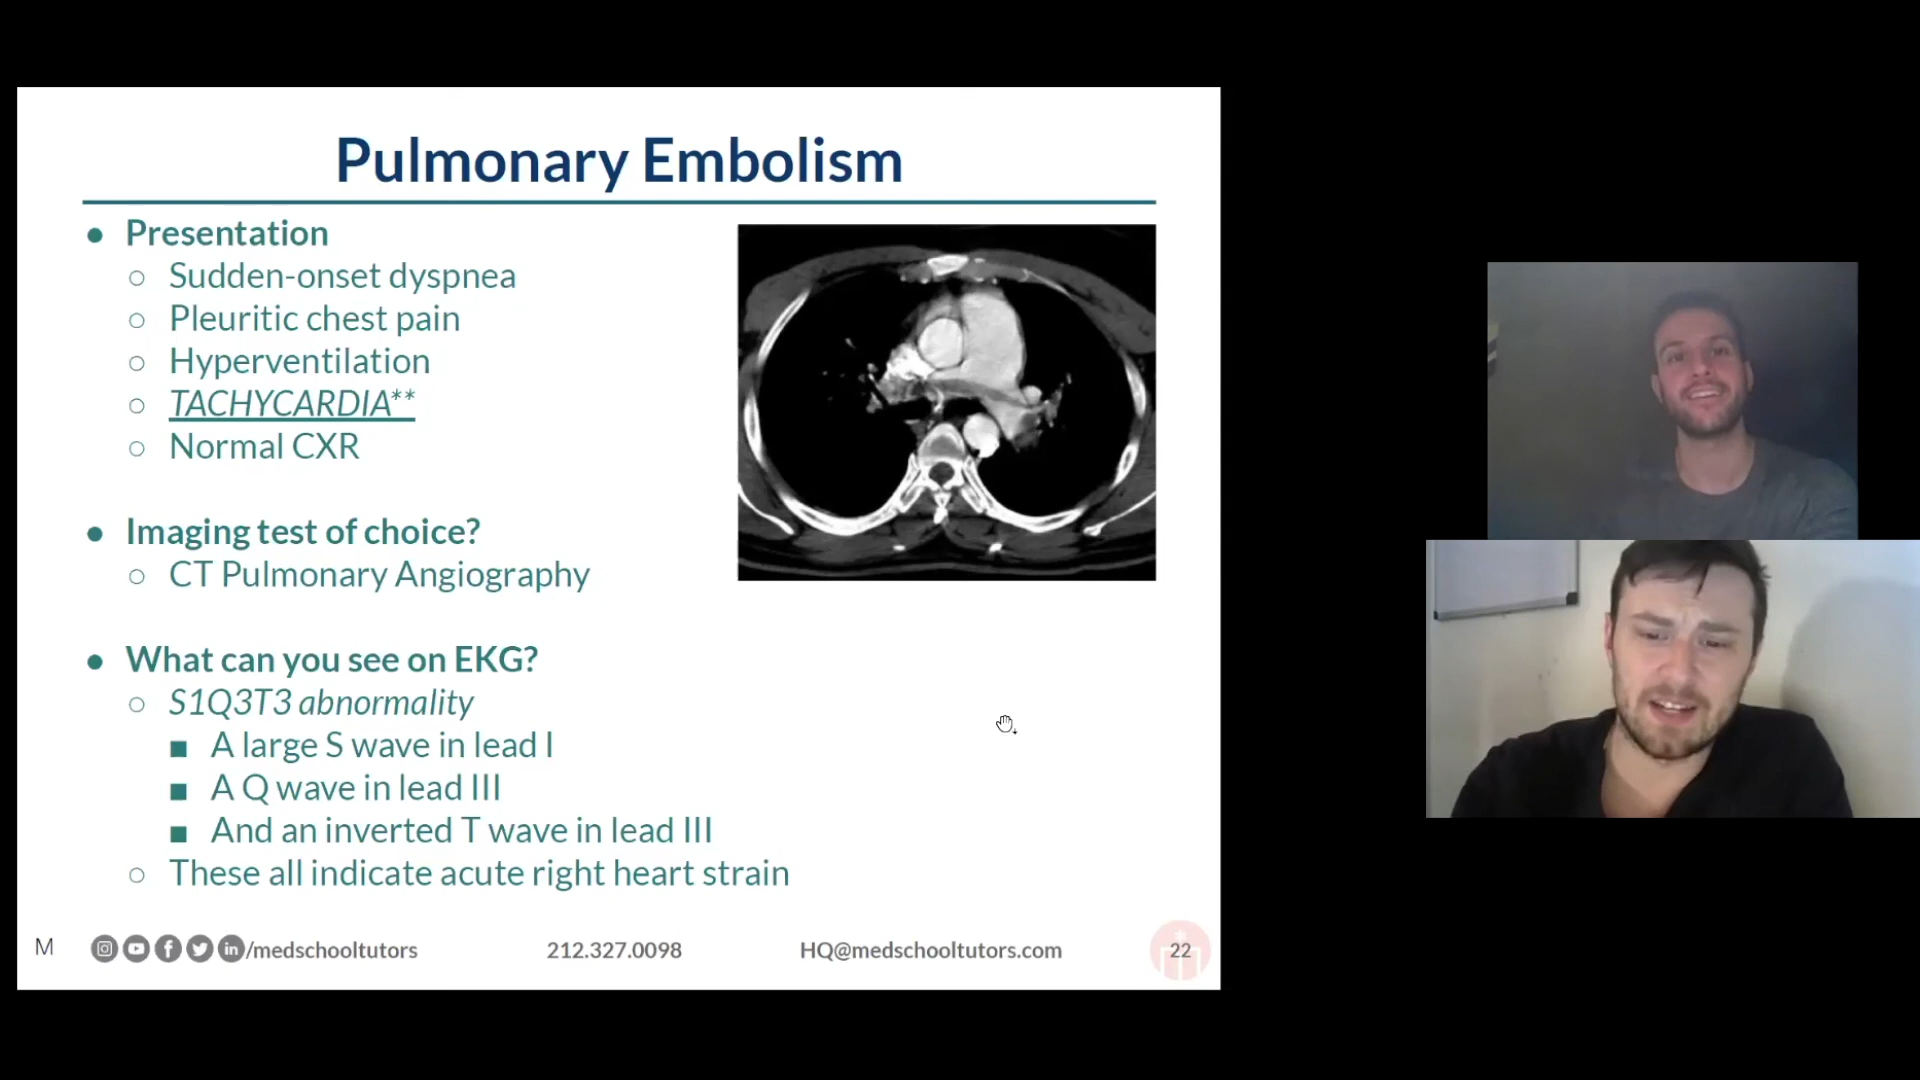 Pulmonary Embolism
● Presentation
○ Sudden-onset dyspnea
○ Pleuritic chest pain
○ Hyperventilation
○ TACHYCARDIA**
○ Normal CXR
● Imaging test of choice?
○ CT Pulmonary Angiography
● What can you see on EKG?
○ S1Q3T3 abnormality
■ A large S wave in lead I
■ A Q wave in lead III
■ And an inverted T wave in lead III
○ These all indicate acute right heart strain
M /medschooltutors 212.327.0098 HQ@medschooltutors.com 22